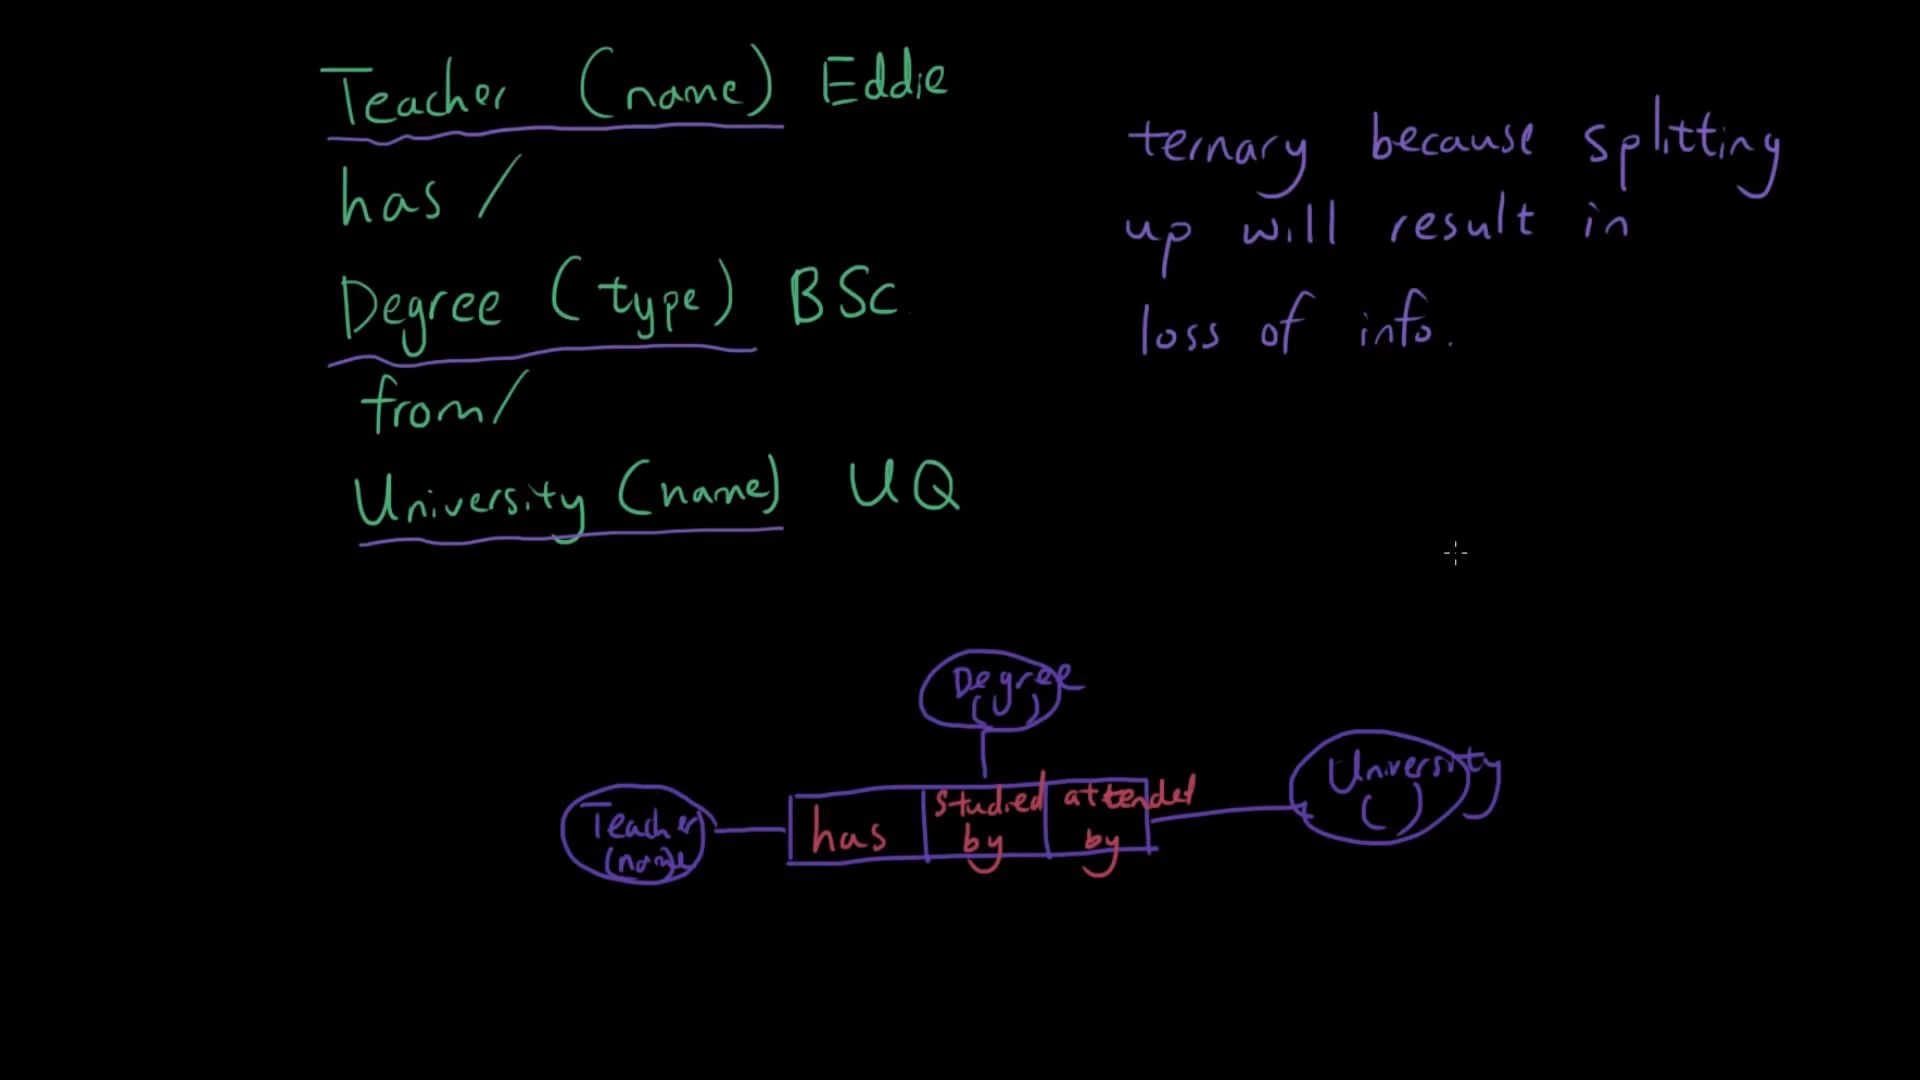 Teacher (name) Eddie
has /
Degree (type) BSc
from/
University (name) UQ
ternary because splitting
up will result in
loss of info.
Degree
( )
University
( )
Teacher
(name)
has
studied
by
attended
by